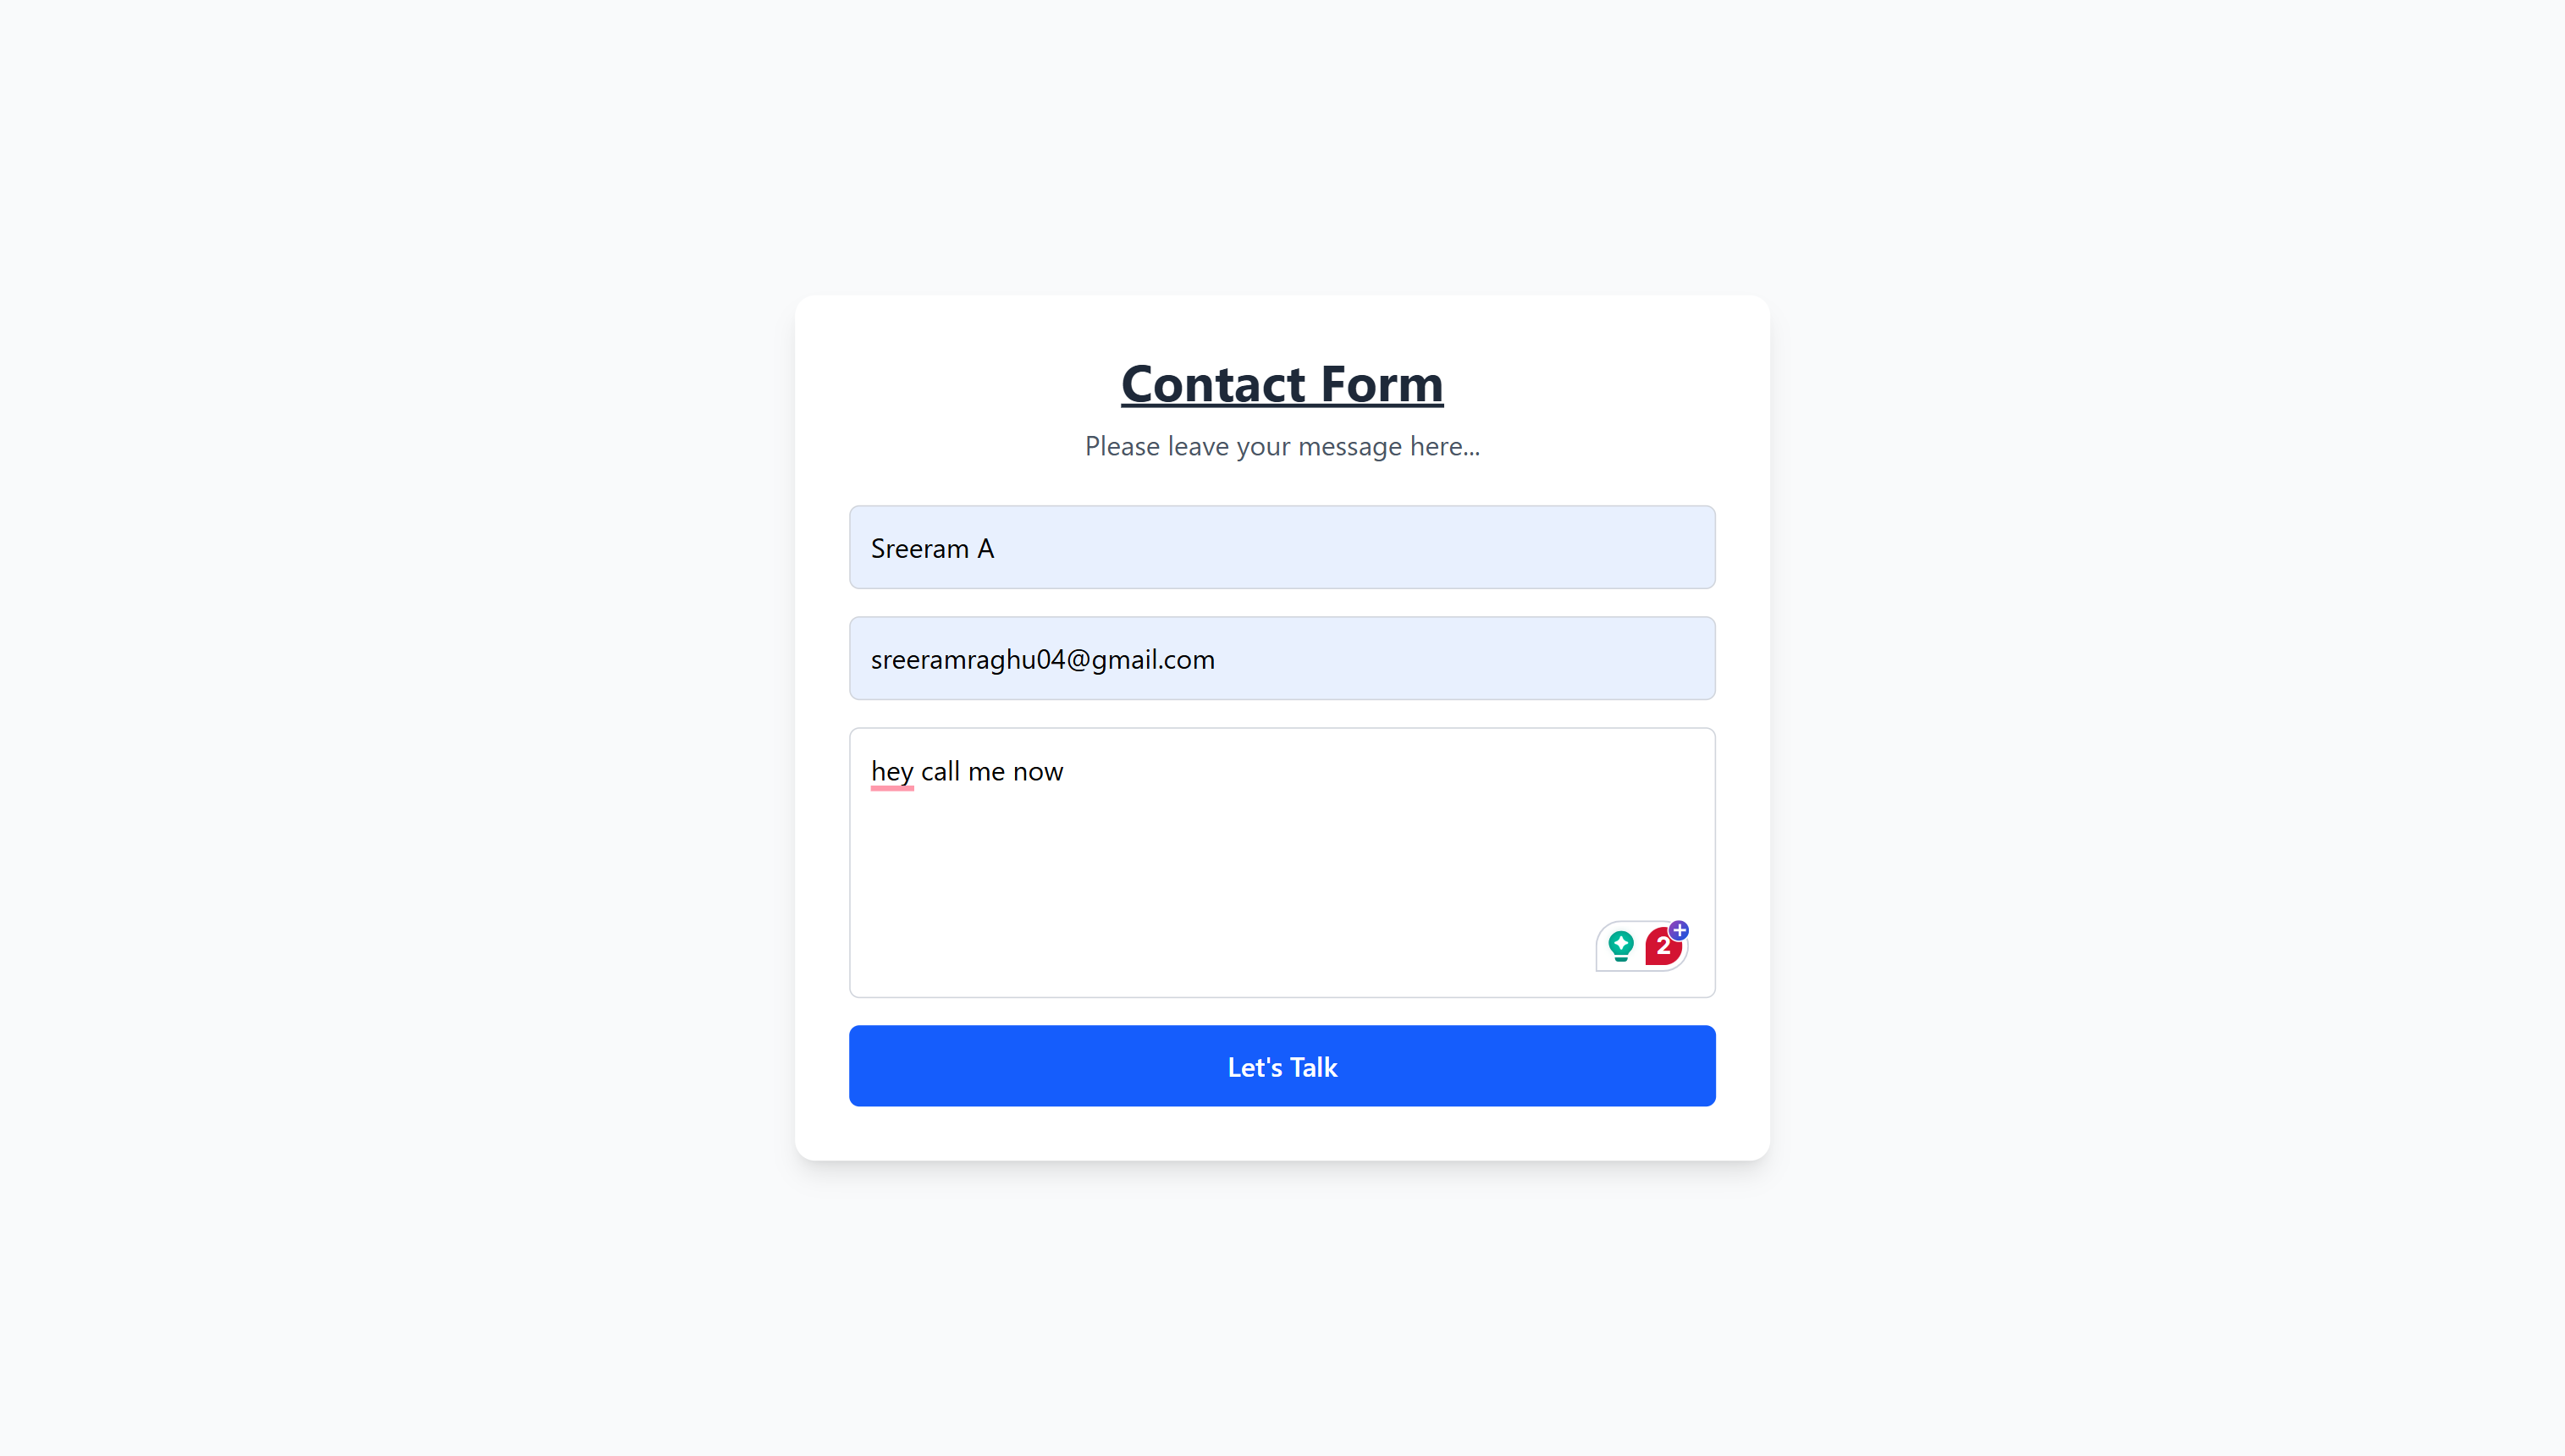 Contact Form
Please leave your message here...
Sreeram A
sreeramraghu04@gmail.com
hey call me now
2
Let's Talk